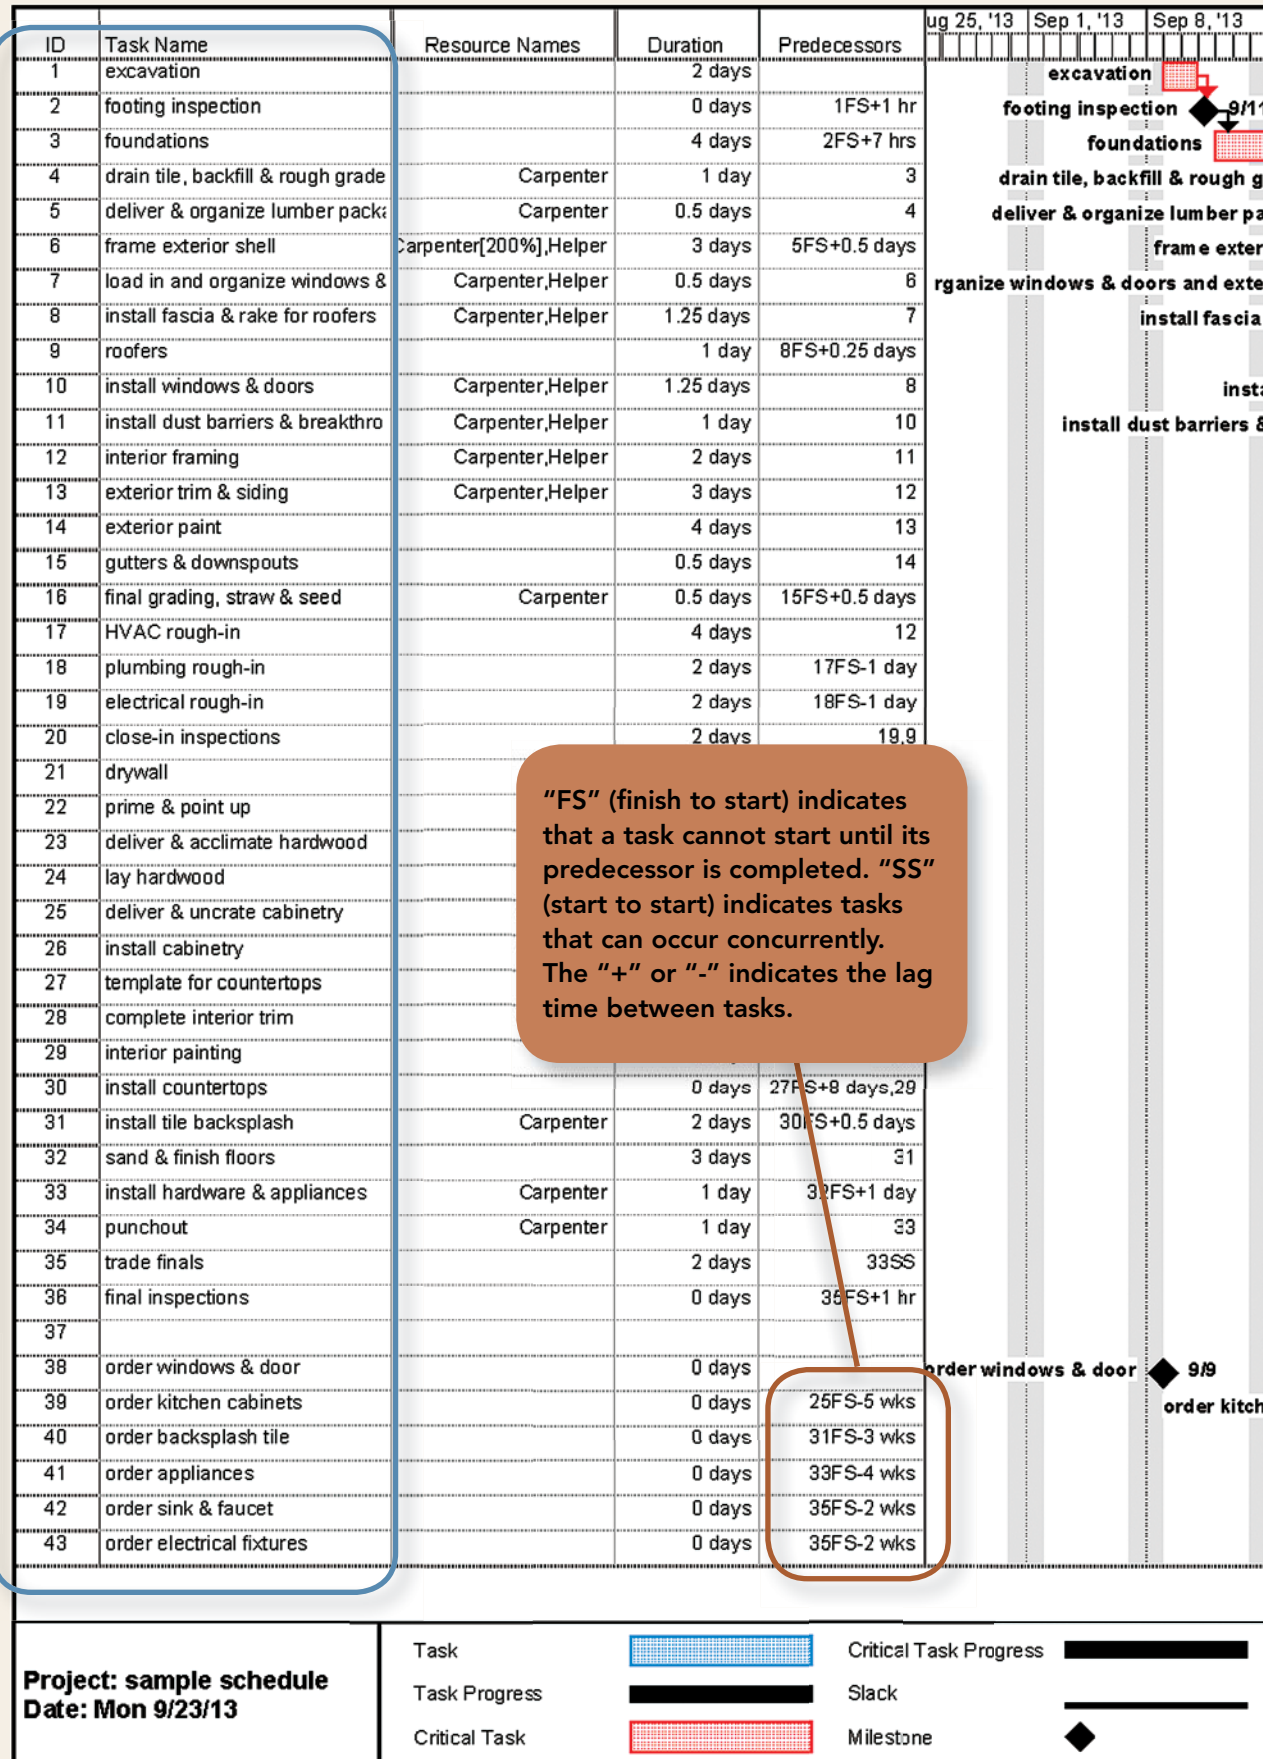 ug 25, '13 Sep 1, '13 Sep 8, '13
ID Task Name Resource Names Duration Predecessors
1 excavation 2 days excavation
2 footing inspection 0 days 1FS+1 hr footing inspection 9/11
3 foundations 4 days 2FS+7 hrs foundations
4 drain tile, backfill & rough grade Carpenter 1 day 3 drain tile, backfill & rough g
5 deliver & organize lumber packa Carpenter 0.5 days 4 deliver & organize lumber pa
6 frame exterior shell Carpenter[200%],Helper 3 days 5FS+0.5 days frame exter
7 load in and organize windows & Carpenter,Helper 0.5 days 6 rganize windows & doors and exte
8 install fascia & rake for roofers Carpenter,Helper 1.25 days 7 install fascia
9 roofers 1 day 8FS+0.25 days
10 install windows & doors Carpenter,Helper 1.25 days 8 insta
11 install dust barriers & breakthro Carpenter,Helper 1 day 10 install dust barriers &
12 interior framing Carpenter,Helper 2 days 11
13 exterior trim & siding Carpenter,Helper 3 days 12
14 exterior paint 4 days 13
15 gutters & downspouts 0.5 days 14
16 final grading, straw & seed Carpenter 0.5 days 15FS+0.5 days
17 HVAC rough-in 4 days 12
18 plumbing rough-in 2 days 17FS-1 day
19 electrical rough-in 2 days 18FS-1 day
20 close-in inspections 2 days 19,9
21 drywall
22 prime & point up
23 deliver & acclimate hardwood
24 lay hardwood
25 deliver & uncrate cabinetry
26 install cabinetry
27 template for countertops
28 complete interior trim
29 interior painting
"FS" (finish to start) indicates
that a task cannot start until its
predecessor is completed. "SS"
(start to start) indicates tasks
that can occur concurrently.
The "+" or "-" indicates the lag
time between tasks.
30 install countertops 0 days 27FS+8 days,29
31 install tile backsplash Carpenter 2 days 30FS+0.5 days
32 sand & finish floors 3 days 31
33 install hardware & appliances Carpenter 1 day 32FS+1 day
34 punchout Carpenter 1 day 33
35 trade finals 2 days 33SS
36 final inspections 0 days 35FS+1 hr
37
38 order windows & door 0 days order windows & door 9/9
39 order kitchen cabinets 0 days 25FS-5 wks order kitch
40 order backsplash tile 0 days 31FS-3 wks
41 order appliances 0 days 33FS-4 wks
42 order sink & faucet 0 days 35FS-2 wks
43 order electrical fixtures 0 days 35FS-2 wks
Project: sample schedule
Date: Mon 9/23/13
Task Critical Task Progress
Task Progress Slack
Critical Task Milestone